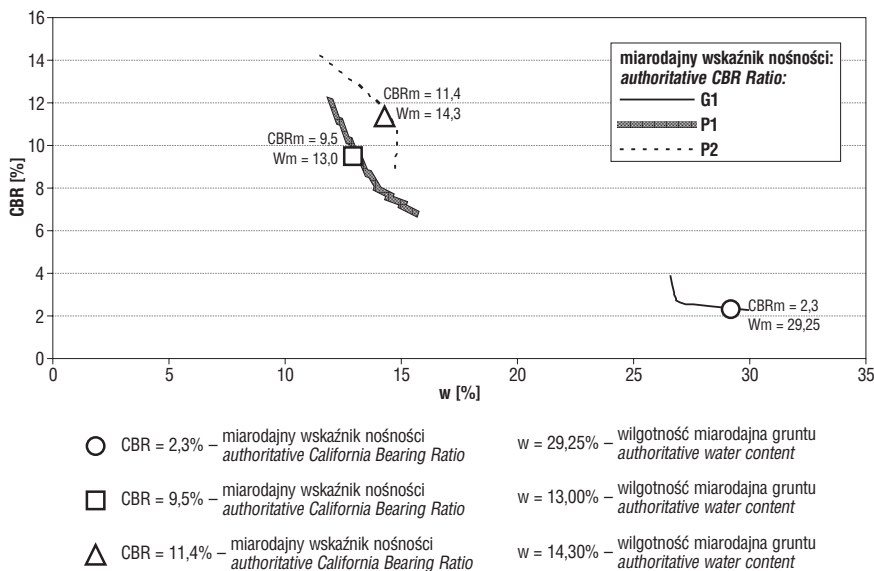 16
14
12
10
8
6
4
2
0
CBR [%]
0 5 10 15 20 25 30 35
w [%]
CBRm = 11,4
Wm = 14,3
CBRm = 9,5
Wm = 13,0
CBRm = 2,3
Wm = 29,25
miarodajny wskaźnik nośności:
authoritative CBR Ratio:
G1
P1
P2
CBR = 2,3% – miarodajny wskaźnik nośności
authoritative California Bearing Ratio
w = 29,25% – wilgotność miarodajna gruntu
authoritative water content
CBR = 9,5% – miarodajny wskaźnik nośności
authoritative California Bearing Ratio
w = 13,00% – wilgotność miarodajna gruntu
authoritative water content
CBR = 11,4% – miarodajny wskaźnik nośności
authoritative California Bearing Ratio
w = 14,30% – wilgotność miarodajna gruntu
authoritative water content